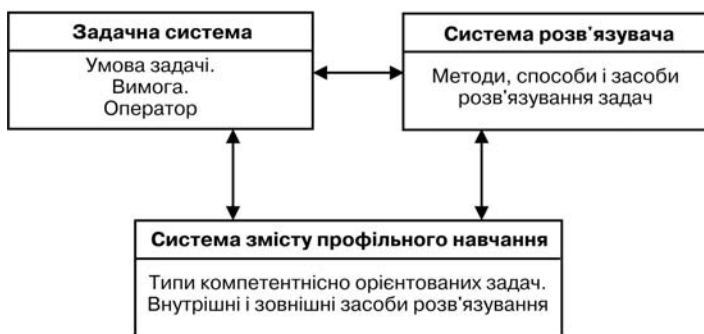 Задачна система
Умова задачі.
Вимога.
Оператор
Система розв'язувача
Методи, способи і засоби
розв'язування задач
Система змісту профільного навчання
Типи компетентнісно орієнтованих задач.
Внутрішні і зовнішні засоби розв'язування